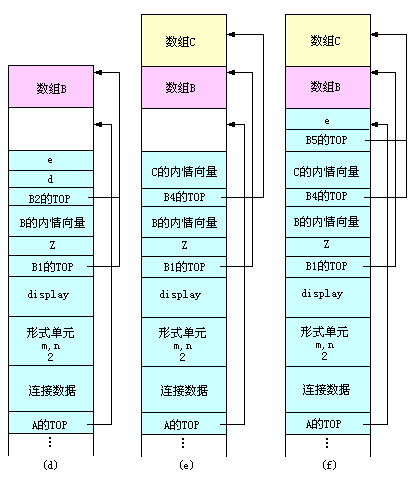 数组B
e
d
B2的TOP
B的内情向量
Z
B1的TOP
display
形式单元
m,n
2
连接数据
A的TOP
⋮
(d)
数组C
数组B
C的内情向量
B4的TOP
B的内情向量
Z
B1的TOP
display
形式单元
m,n
2
连接数据
A的TOP
⋮
(e)
数组C
数组B
e
B5的TOP
C的内情向量
B4的TOP
B的内情向量
Z
B1的TOP
display
形式单元
m,n
2
连接数据
A的TOP
⋮
(f)